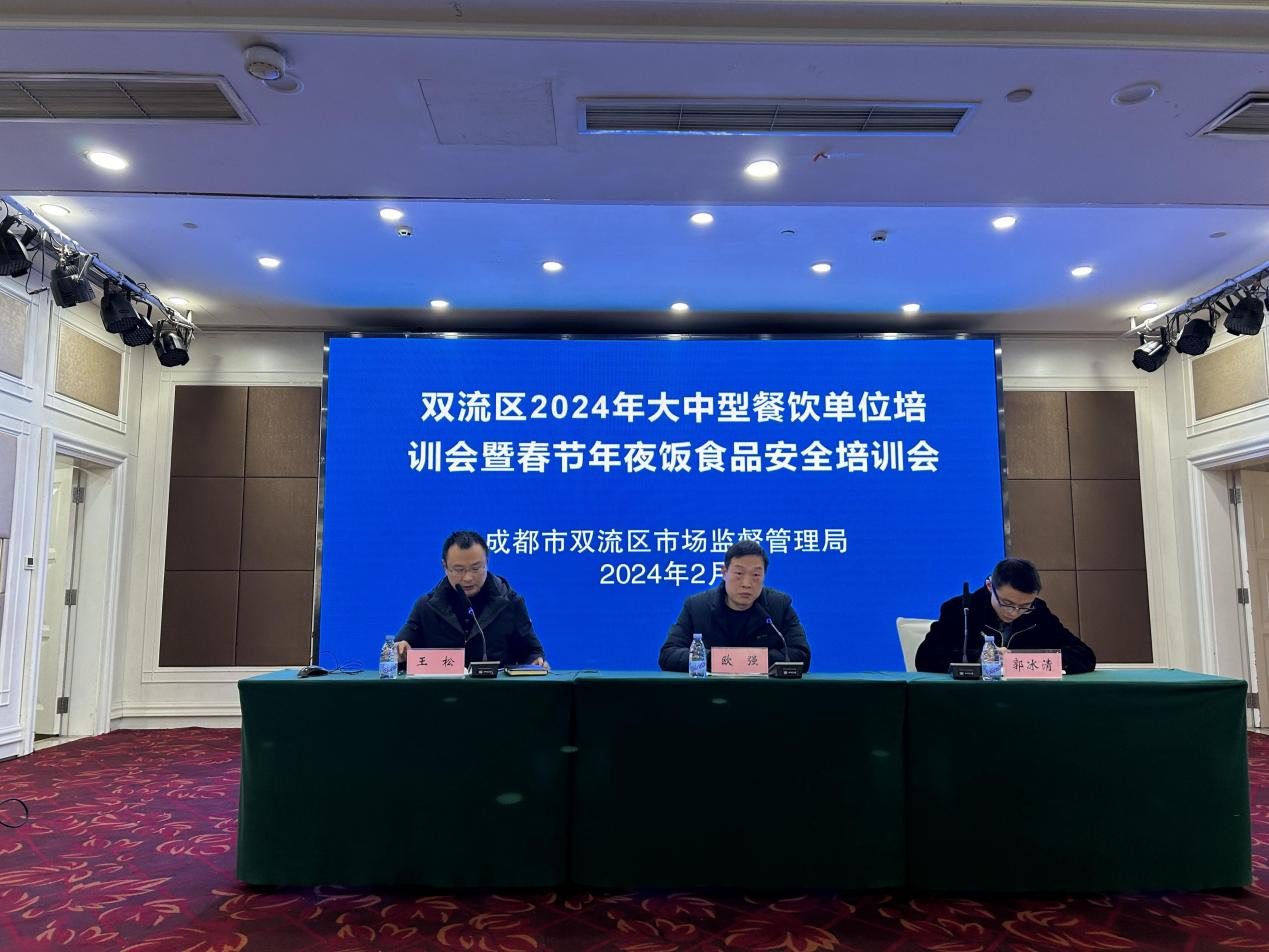 双流区2024年大中型餐饮单位培
训会暨春节年夜饭食品安全培训会
成都市双流区市场监督管理局
2024年2月
王 松
欧 强
郭冰清